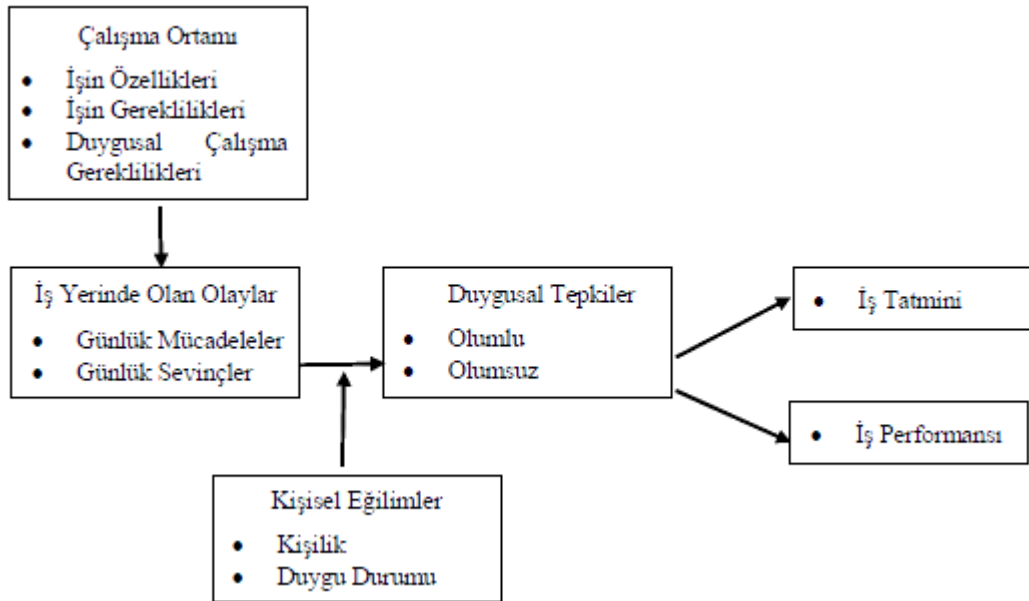 Çalışma Ortamı
• İşin Özellikleri
• İşin Gereklilikleri
• Duygusal Çalışma
Gereklilikleri
İş Yerinde Olan Olaylar
• Günlük Mücadeleler
• Günlük Sevinçler
Duygusal Tepkiler
• Olumlu
• Olumsuz
• İş Tatmini
• İş Performansı
Kişisel Eğilimler
• Kişilik
• Duygu Durumu